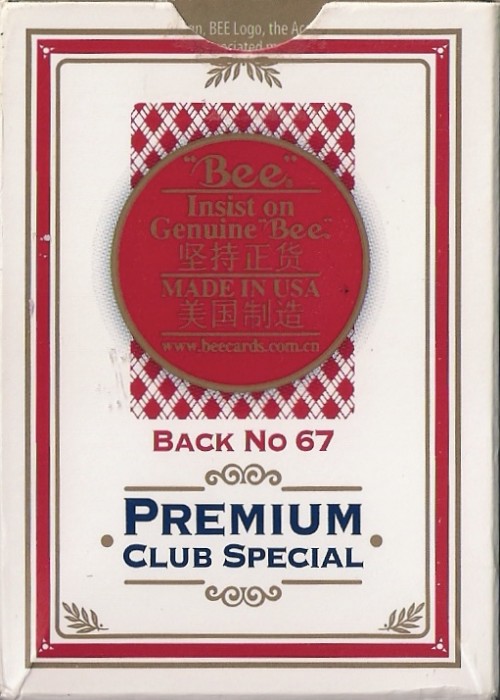 BEE Logo, the
"Bee"®
Insist on
Genuine "Bee"®
坚持正货
MADE IN USA
美国制造
www.beecards.com.cn
BACK NO 67
PREMIUM
CLUB SPECIAL